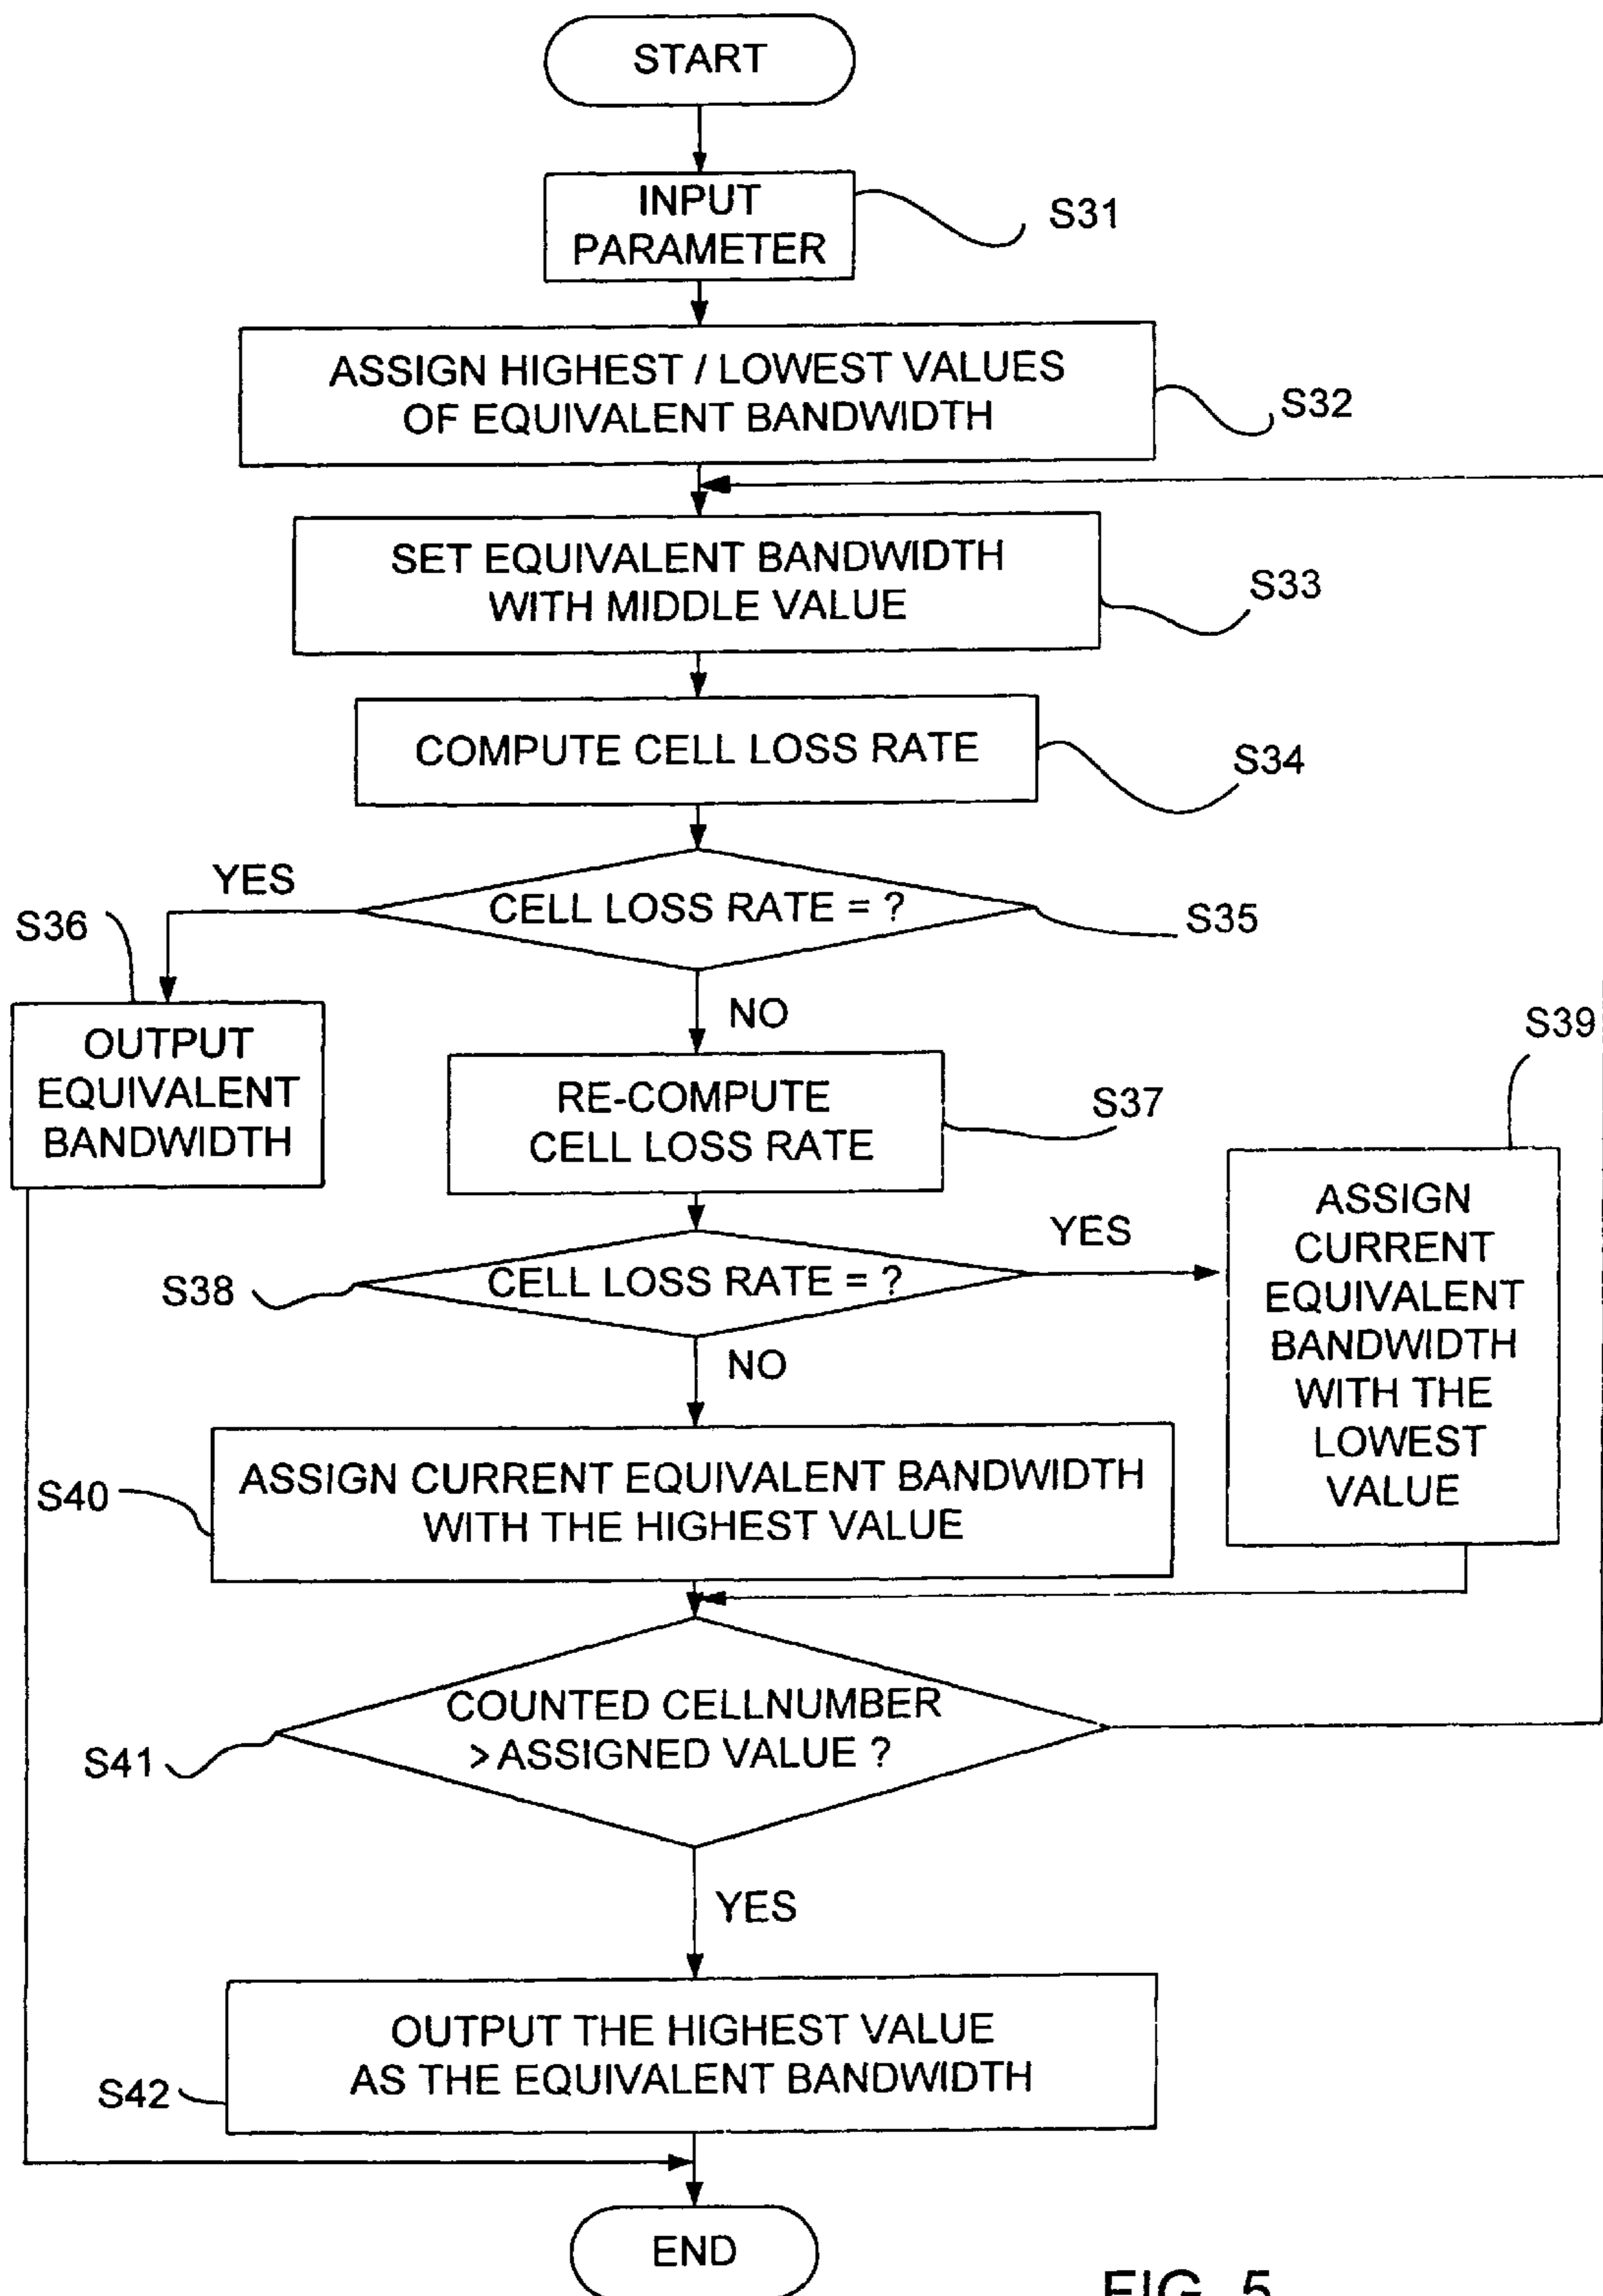 START
INPUT
PARAMETER
S31
ASSIGN HIGHEST / LOWEST VALUES
OF EQUIVALENT BANDWIDTH
S32
SET EQUIVALENT BANDWIDTH
WITH MIDDLE VALUE
S33
COMPUTE CELL LOSS RATE
S34
YES
CELL LOSS RATE = ?
S35
S36
NO
OUTPUT
EQUIVALENT
BANDWIDTH
RE-COMPUTE
CELL LOSS RATE
S37
S39
YES
CELL LOSS RATE = ?
S38
NO
ASSIGN
CURRENT
EQUIVALENT
BANDWIDTH
WITH THE
LOWEST
VALUE
ASSIGN CURRENT EQUIVALENT BANDWIDTH
WITH THE HIGHEST VALUE
S40
COUNTED CELLNUMBER
> ASSIGNED VALUE ?
S41
YES
OUTPUT THE HIGHEST VALUE
AS THE EQUIVALENT BANDWIDTH
S42
END
FIG. 5